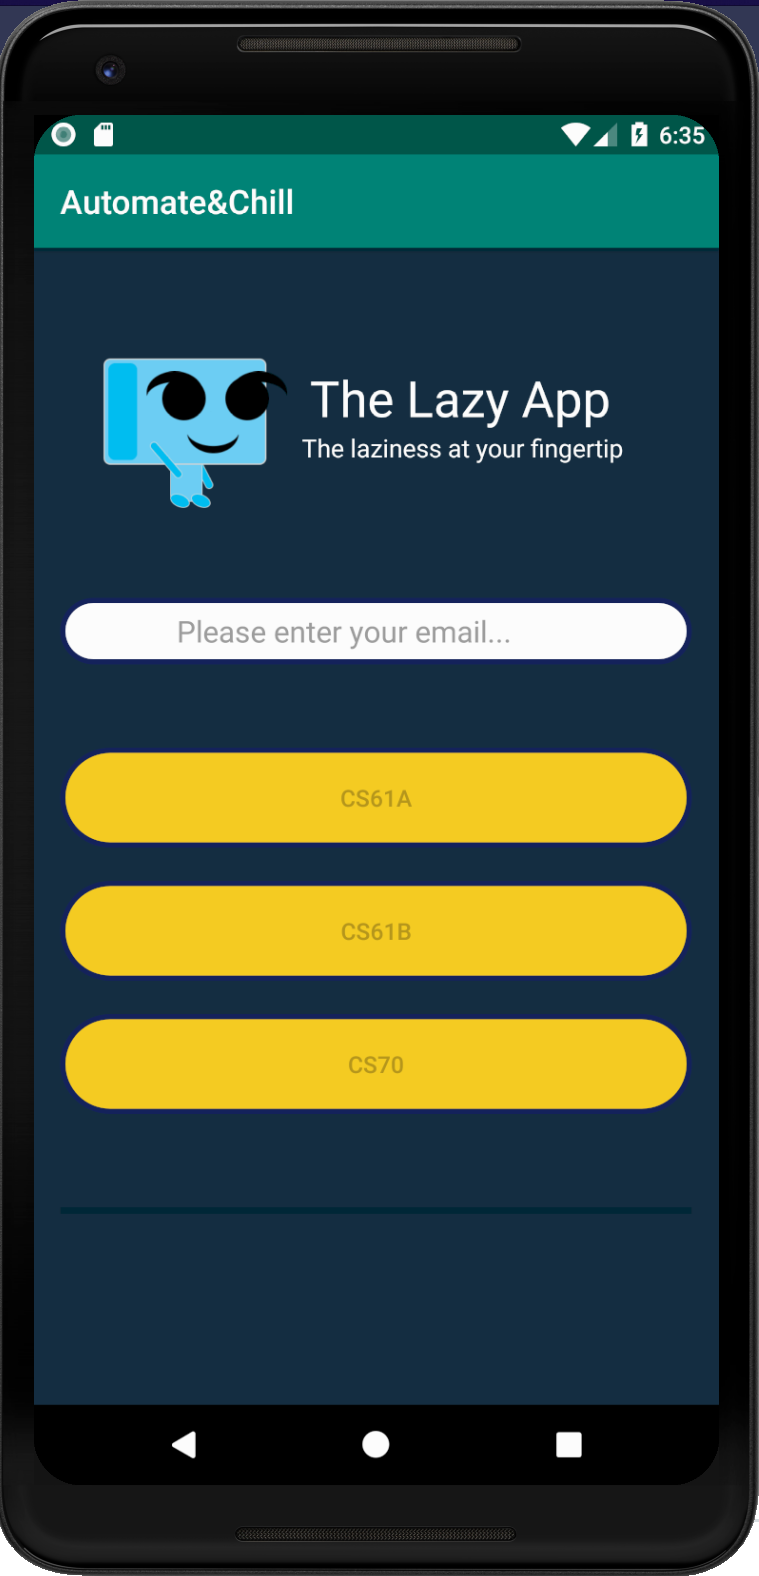 6:35
Automate&Chill
The Lazy App
The laziness at your fingertip
Please enter your email...
CS61A
CS61B
CS70